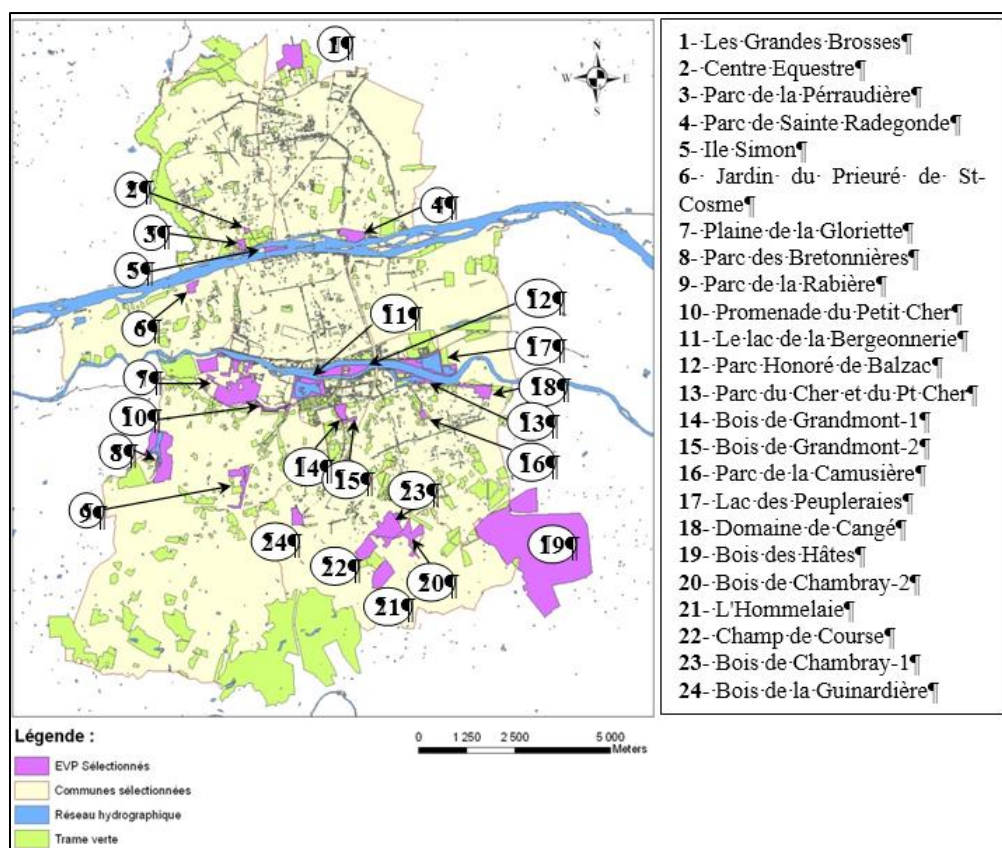 1¶
N
W E
S
2¶
4¶
3¶
5¶
6¶
11¶
12¶
17¶
7¶
18¶
10¶
13¶
8¶
14¶
15¶
16¶
9¶
23¶
24¶
19¶
22¶
20¶
21¶
1-·Les·Grandes·Brosses¶
2-·Centre·Equestre¶
3-·Parc·de·la·Pérraudière¶
4-·Parc·de·Sainte·Radegonde¶
5-·Ile·Simon¶
6-· Jardin· du· Prieuré· de· St-
Cosme¶
7-·Plaine·de·la·Gloriette¶
8-·Parc·des·Bretonnières¶
9-·Parc·de·la·Rabière¶
10-·Promenade·du·Petit·Cher¶
11-·Le·lac·de·la·Bergeonnerie¶
12-·Parc·Honoré·de·Balzac¶
13-·Parc·du·Cher·et·du·Pt·Cher¶
14-·Bois·de·Grandmont-1¶
15-·Bois·de·Grandmont-2¶
16-·Parc·de·la·Camusière¶
17-·Lac·des·Peupleraies¶
18-·Domaine·de·Cangé¶
19-·Bois·des·Hâtes¶
20-·Bois·de·Chambray-2¶
21-·L'Hommelaie¶
22-·Champ·de·Course¶
23-·Bois·de·Chambray-1¶
24-·Bois·de·la·Guinardière¶
Légende :
EVP Sélectionnés
Communes sélectionnées
Réseau hydrographique
Trame verte
0 1 250 2 500 5 000
Meters